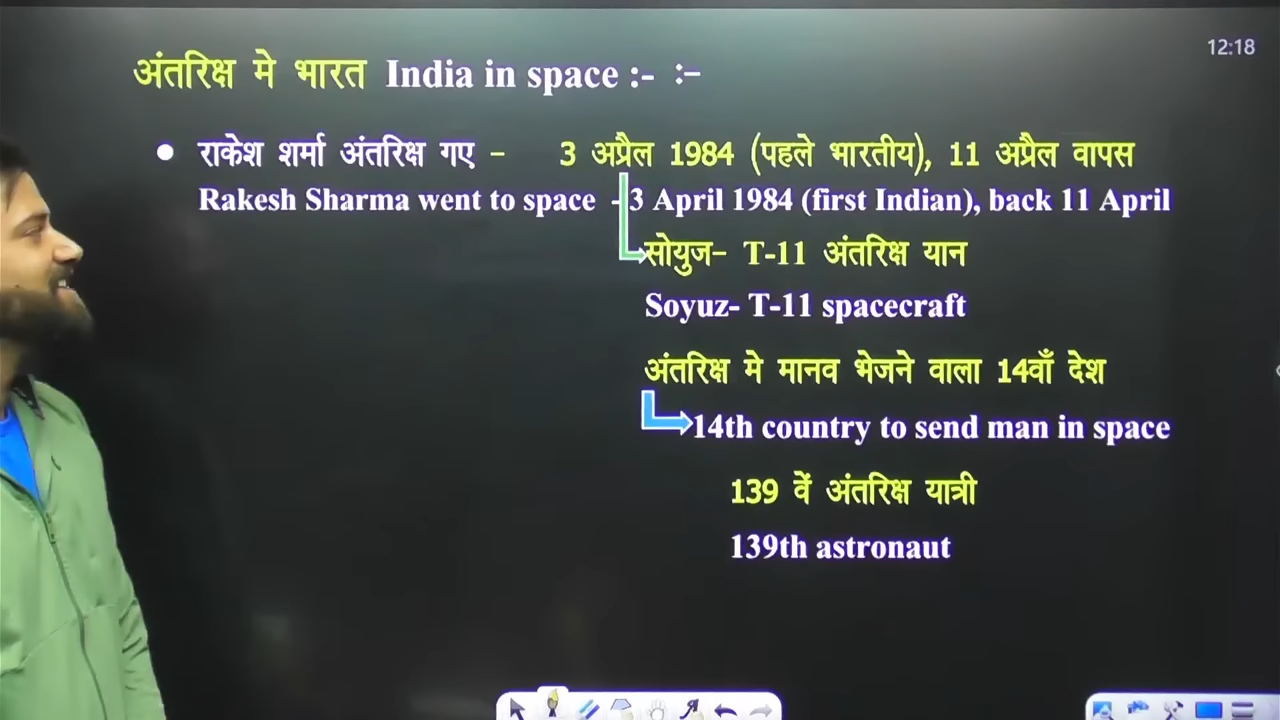 12:18
अंतरिक्ष मे भारत India in space :- :-
• राकेश शर्मा अंतरिक्ष गए - 3 अप्रैल 1984 (पहले भारतीय), 11 अप्रैल वापस
Rakesh Sharma went to space - 3 April 1984 (first Indian), back 11 April
सोयुज- T-11 अंतरिक्ष यान
Soyuz- T-11 spacecraft
अंतरिक्ष मे मानव भेजने वाला 14वाँ देश
14th country to send man in space
139 वें अंतरिक्ष यात्री
139th astronaut